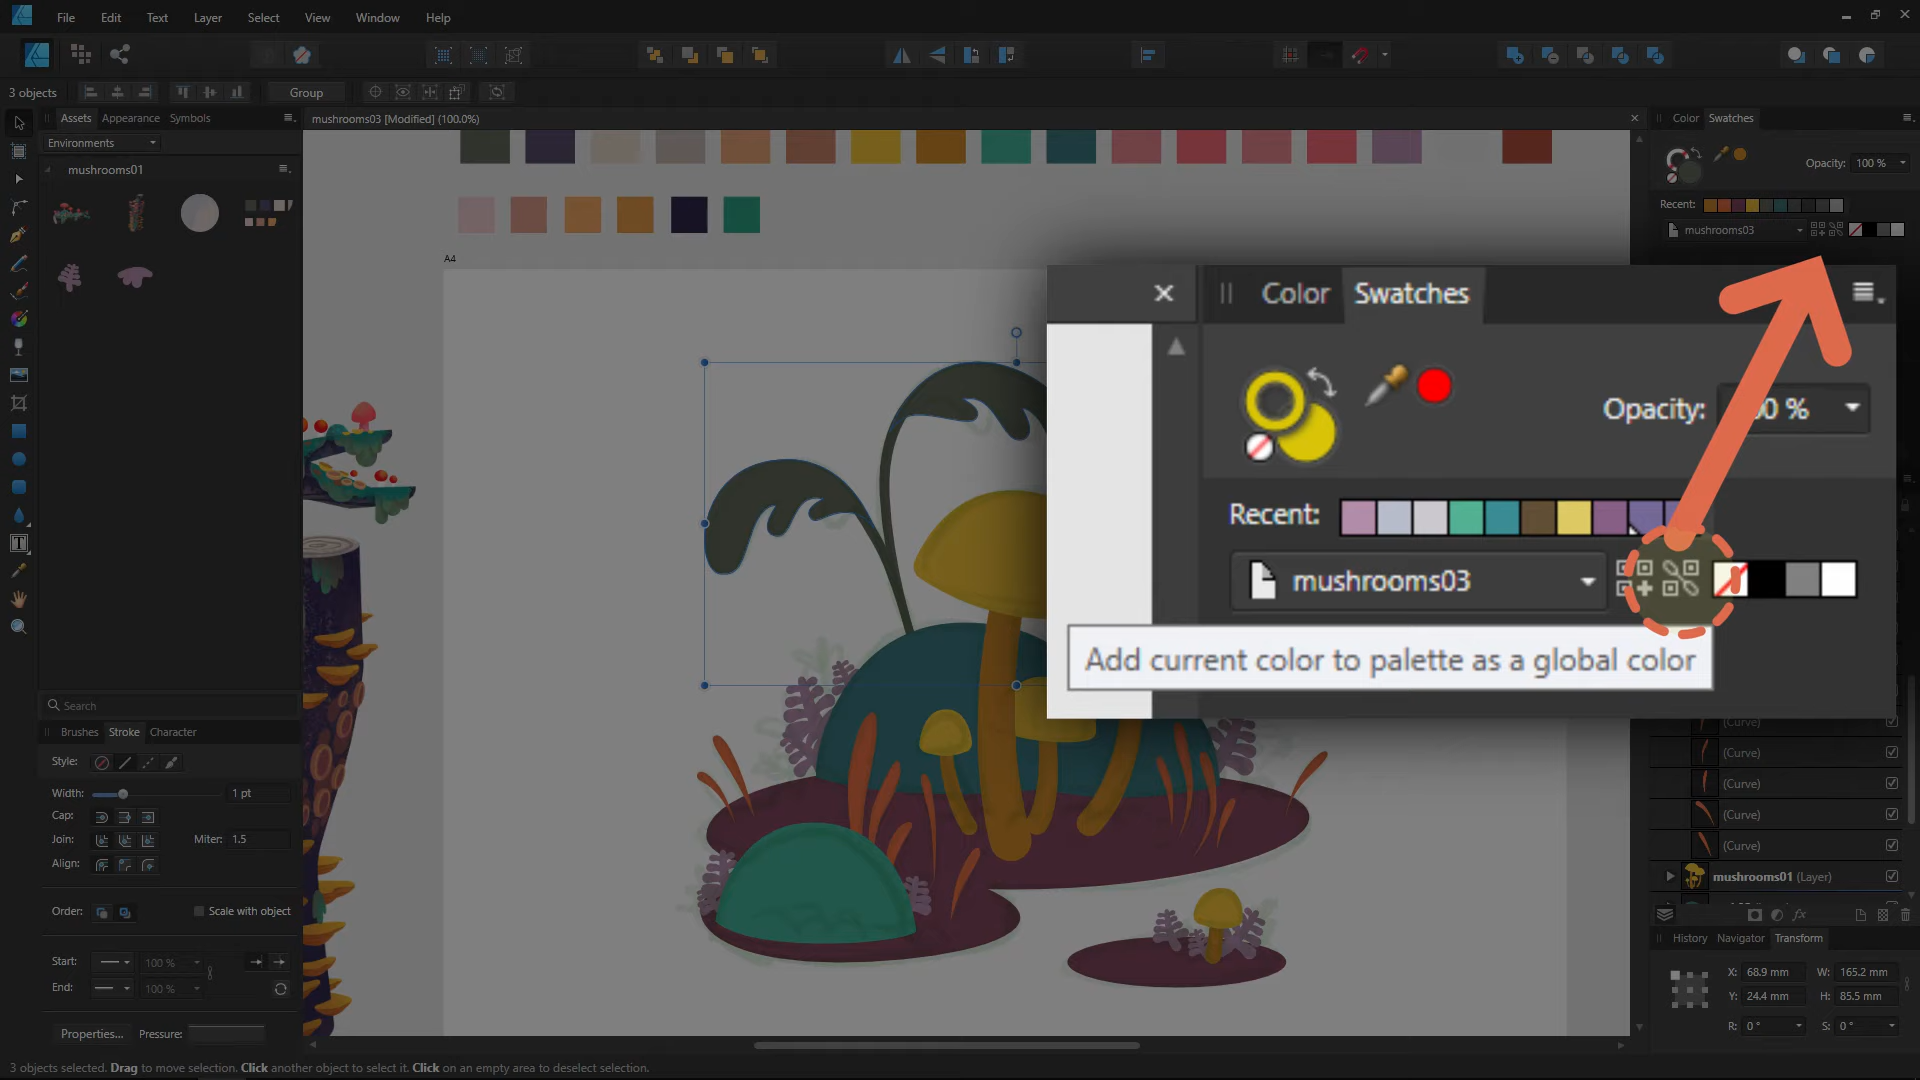 File Edit Text Layer Select View Window Help
3 objects Group
Assets Appearance Symbols
mushrooms03 [Modified] (100.0%)
Color Swatches
Environments
mushrooms01
Opacity: 100 %
Recent:
mushrooms03
A4
Color Swatches
Opacity: 00 %
Recent:
mushrooms03
Add current color to palette as a global color
Search
Brushes Stroke Character
Style:
Width: 1 pt
Cap:
Join: Miter: 1.5
Align:
Order: Scale with object
Start: 100 %
End: 100 %
Properties... Pressure:
(Curve)
(Curve)
(Curve)
(Curve)
(Curve)
mushrooms01 (Layer)
fx
History Navigator Transform
X: 68.9 mm W: 165.2 mm
Y: 24.4 mm H: 85.5 mm
R: 0 ° S: 0 °
3 objects selected. Drag to move selection. Click another object to select it. Click on an empty area to deselect selection.